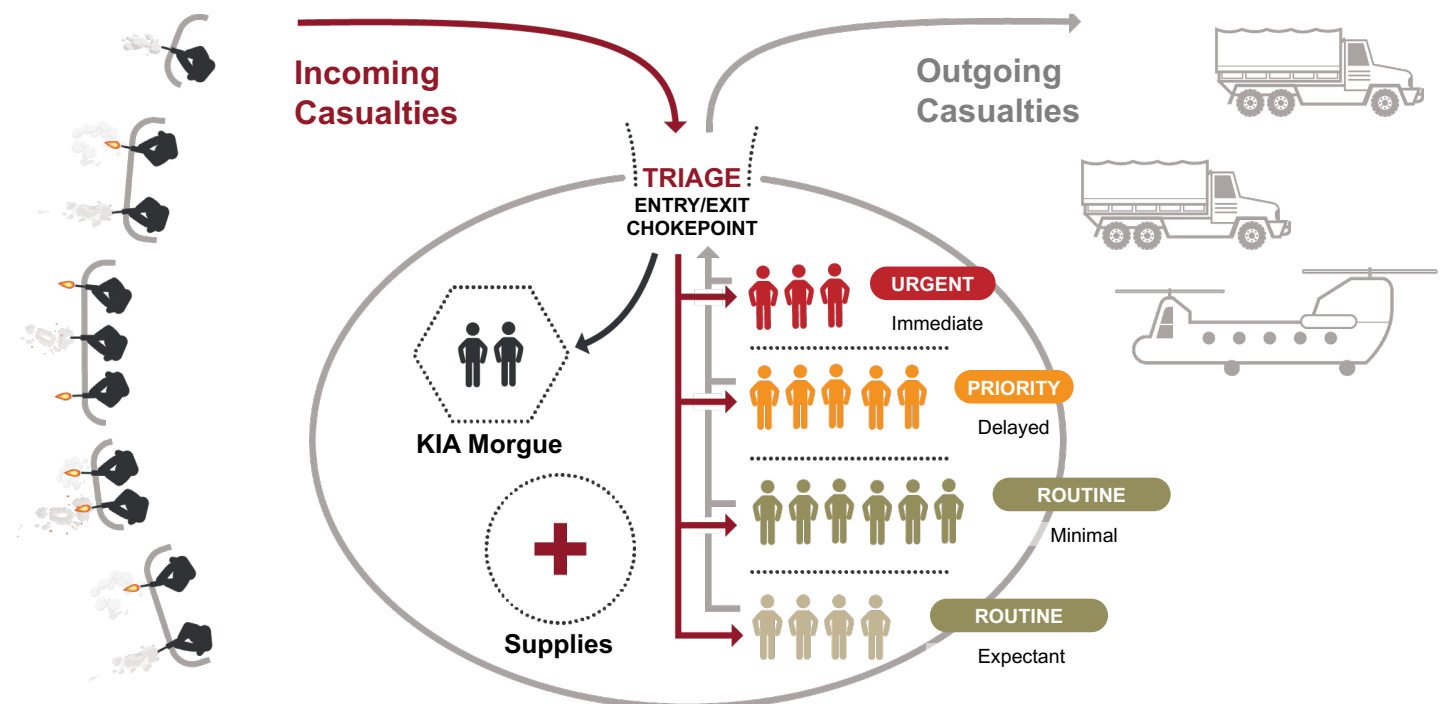 Incoming
Casualties
Outgoing
Casualties
TRIAGE
ENTRY/EXIT
CHOKEPOINT
URGENT
Immediate
PRIORITY
Delayed
KIA Morgue
ROUTINE
Minimal
Supplies
ROUTINE
Expectant